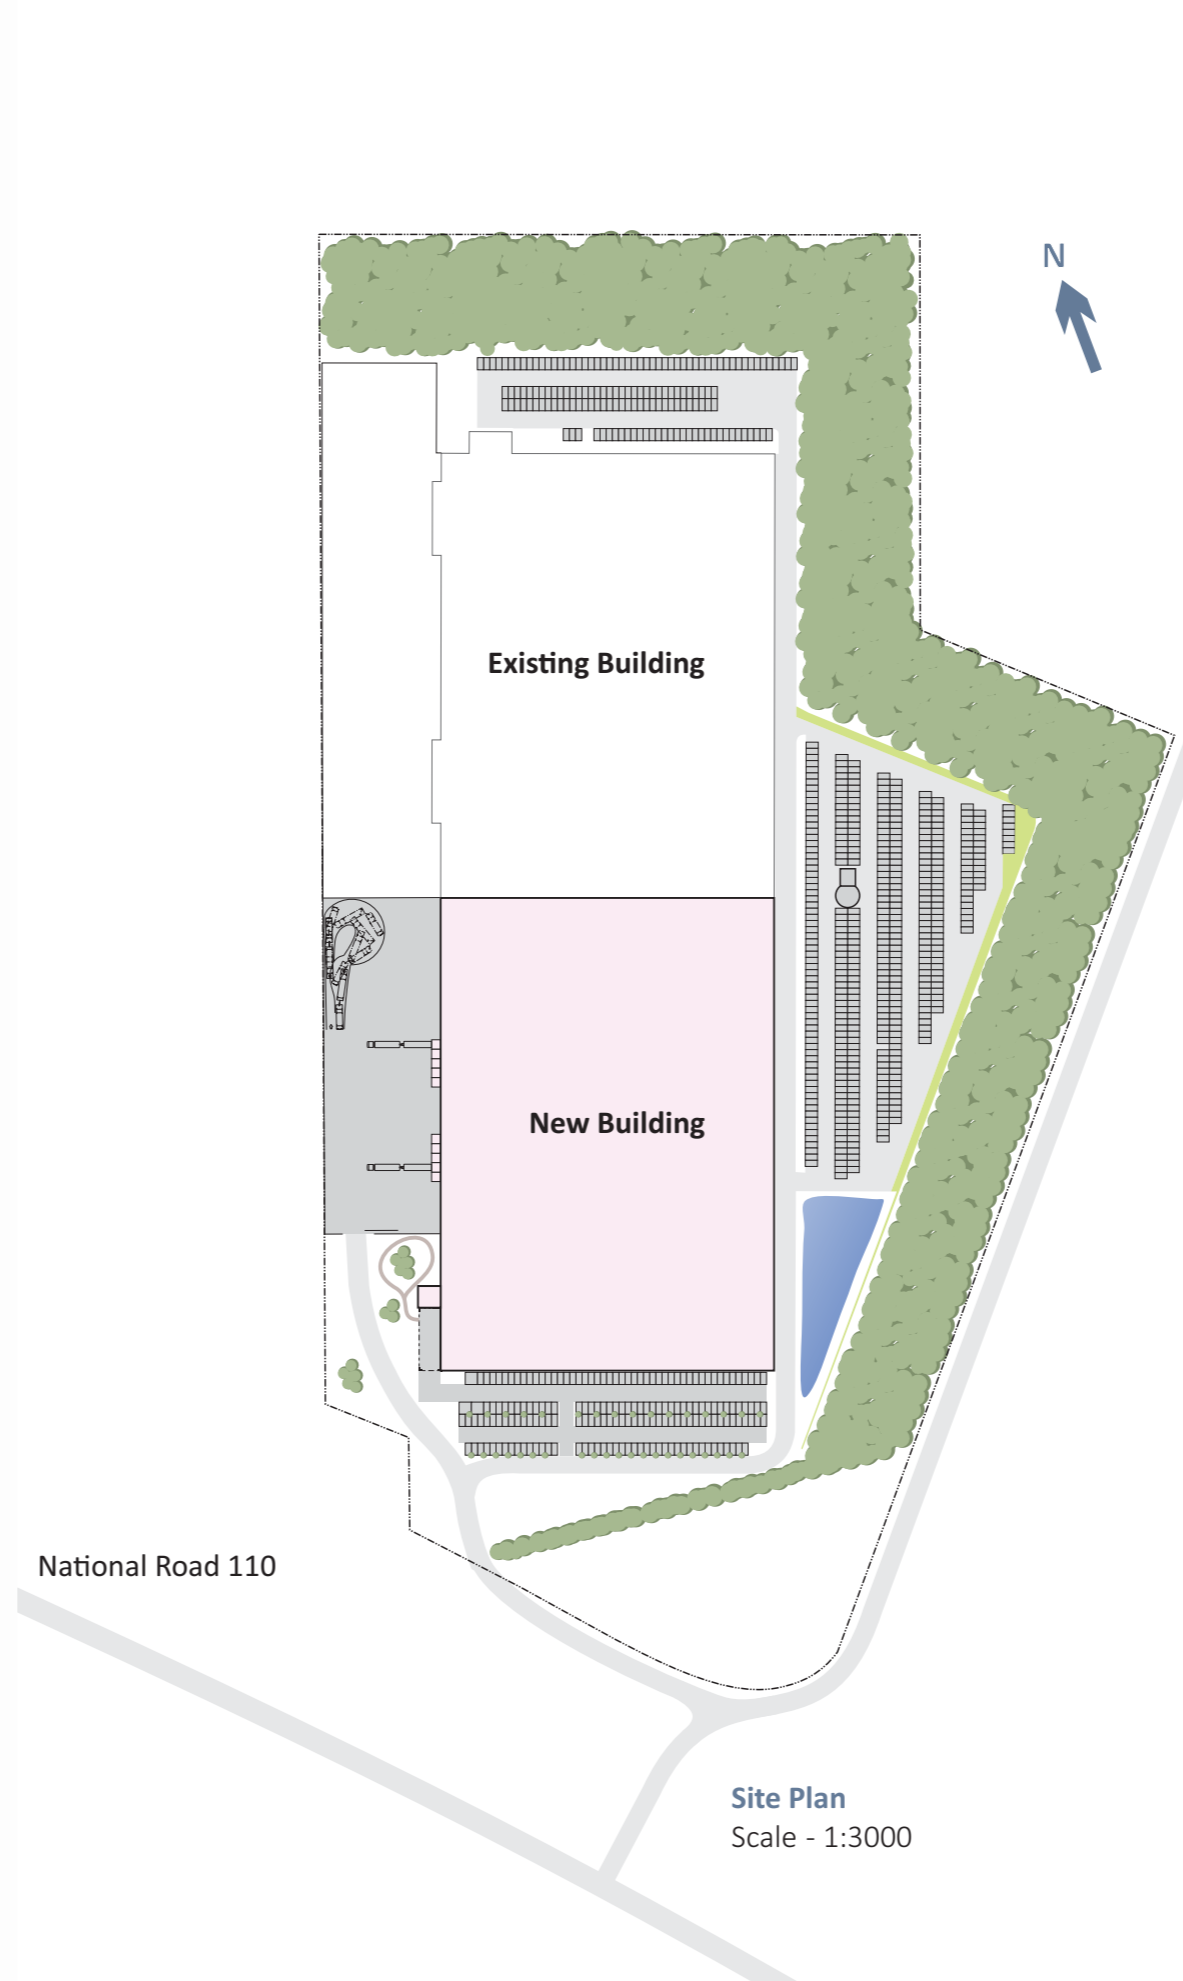 N
Existing Building
New Building
National Road 110
Site Plan
Scale - 1:3000